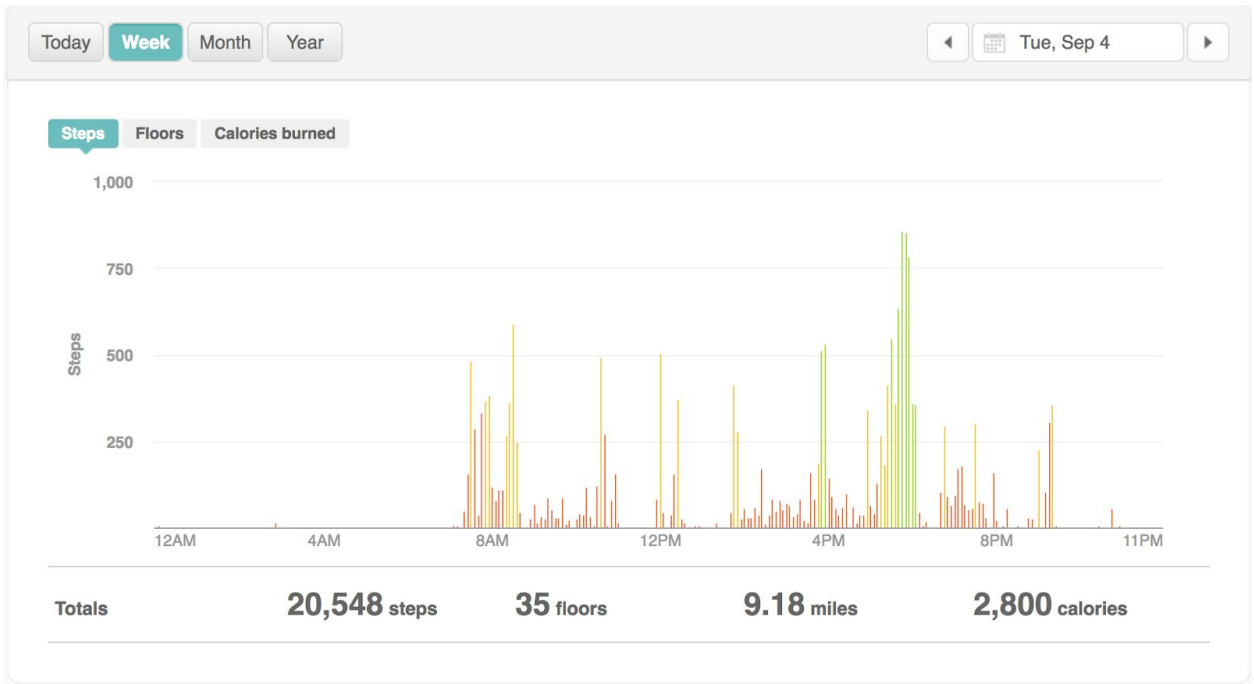 Today Week Month Year Tue, Sep 4
Steps Floors Calories burned
1,000
750
500
250
Steps
12AM 4AM 8AM 12PM 4PM 8PM 11PM
Totals 20,548 steps 35 floors 9.18 miles 2,800 calories